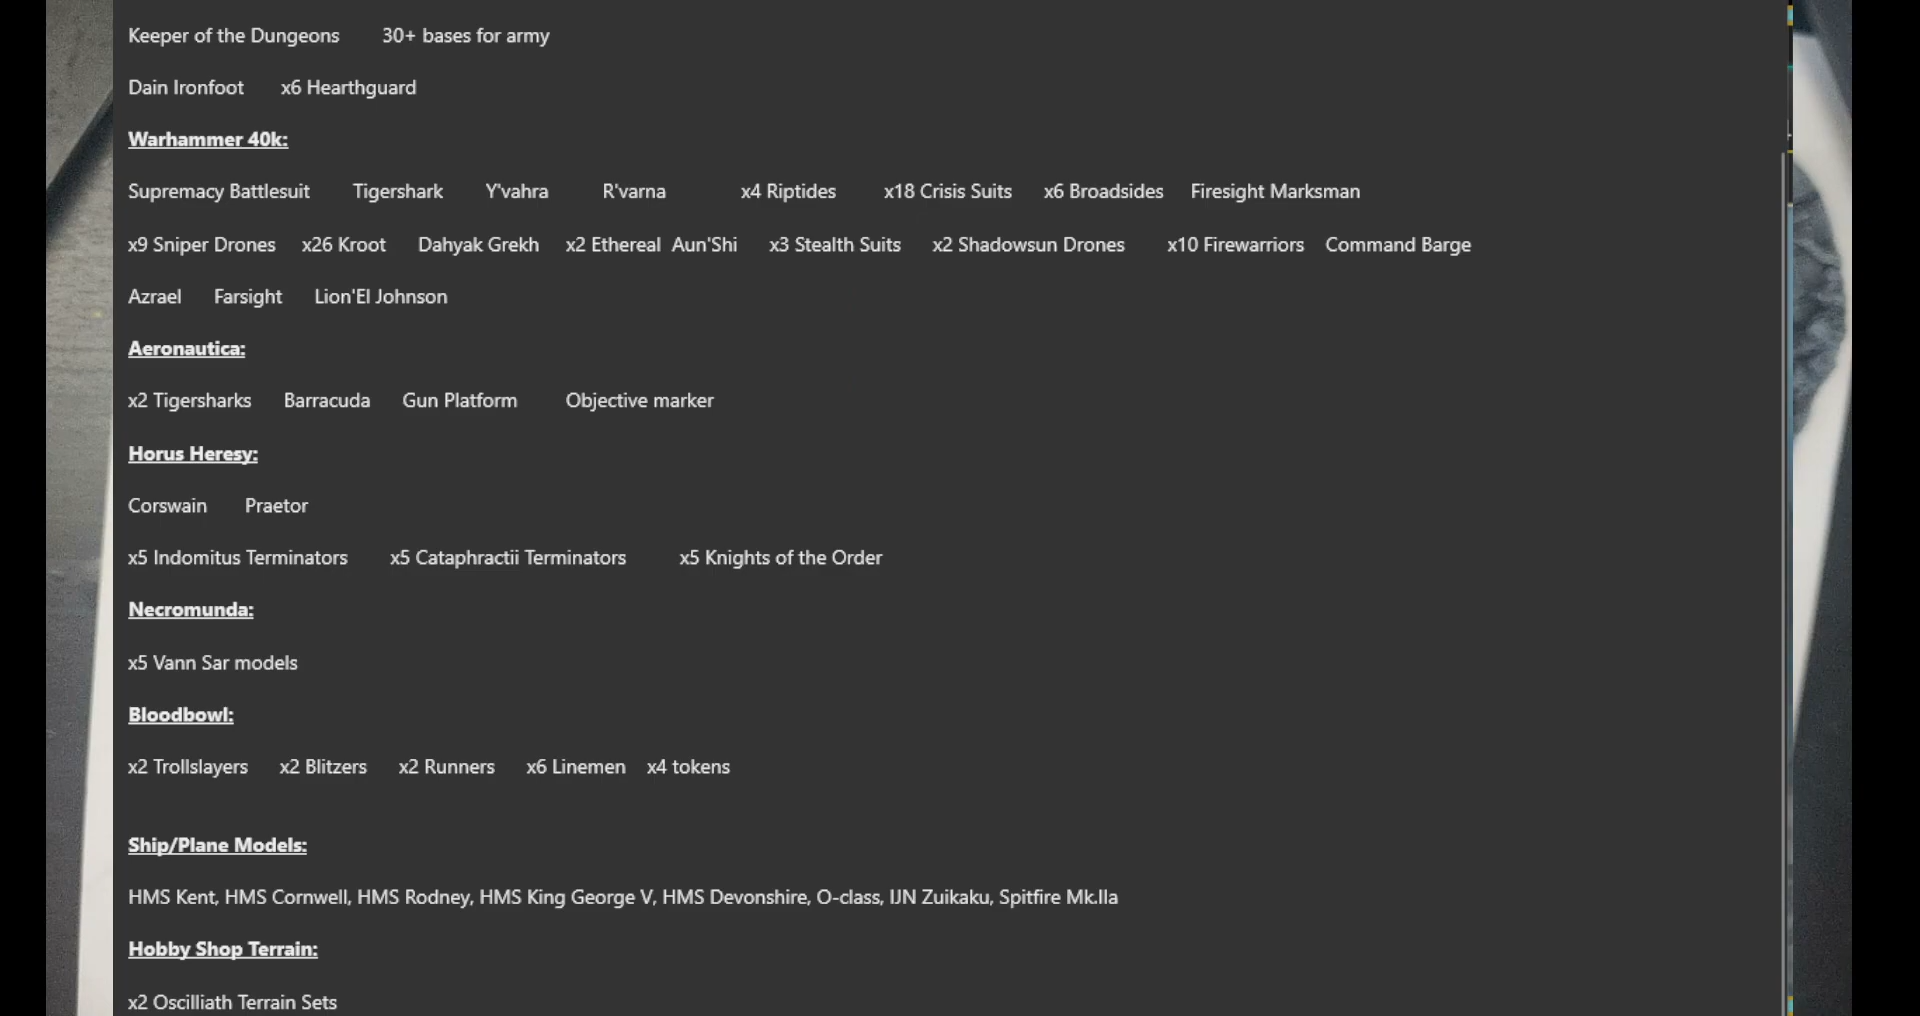 Keeper of the Dungeons 30+ bases for army
Dain Ironfoot x6 Hearthguard
Warhammer 40k:
Supremacy Battlesuit Tigershark Y'vahra R'varna x4 Riptides x18 Crisis Suits x6 Broadsides Firesight Marksman
x9 Sniper Drones x26 Kroot Dahyak Grekh x2 Ethereal Aun'Shi x3 Stealth Suits x2 Shadowsun Drones x10 Firewarriors Command Barge
Azrael Farsight Lion'El Johnson
Aeronautica:
x2 Tigersharks Barracuda Gun Platform Objective marker
Horus Heresy:
Corswain Praetor
x5 Indomitus Terminators x5 Cataphractii Terminators x5 Knights of the Order
Necromunda:
x5 Vann Sar models
Bloodbowl:
x2 Trollslayers x2 Blitzers x2 Runners x6 Linemen x4 tokens
Ship/Plane Models:
HMS Kent, HMS Cornwell, HMS Rodney, HMS King George V, HMS Devonshire, O-class, IJN Zuikaku, Spitfire Mk.IIa
Hobby Shop Terrain:
x2 Oscilliath Terrain Sets